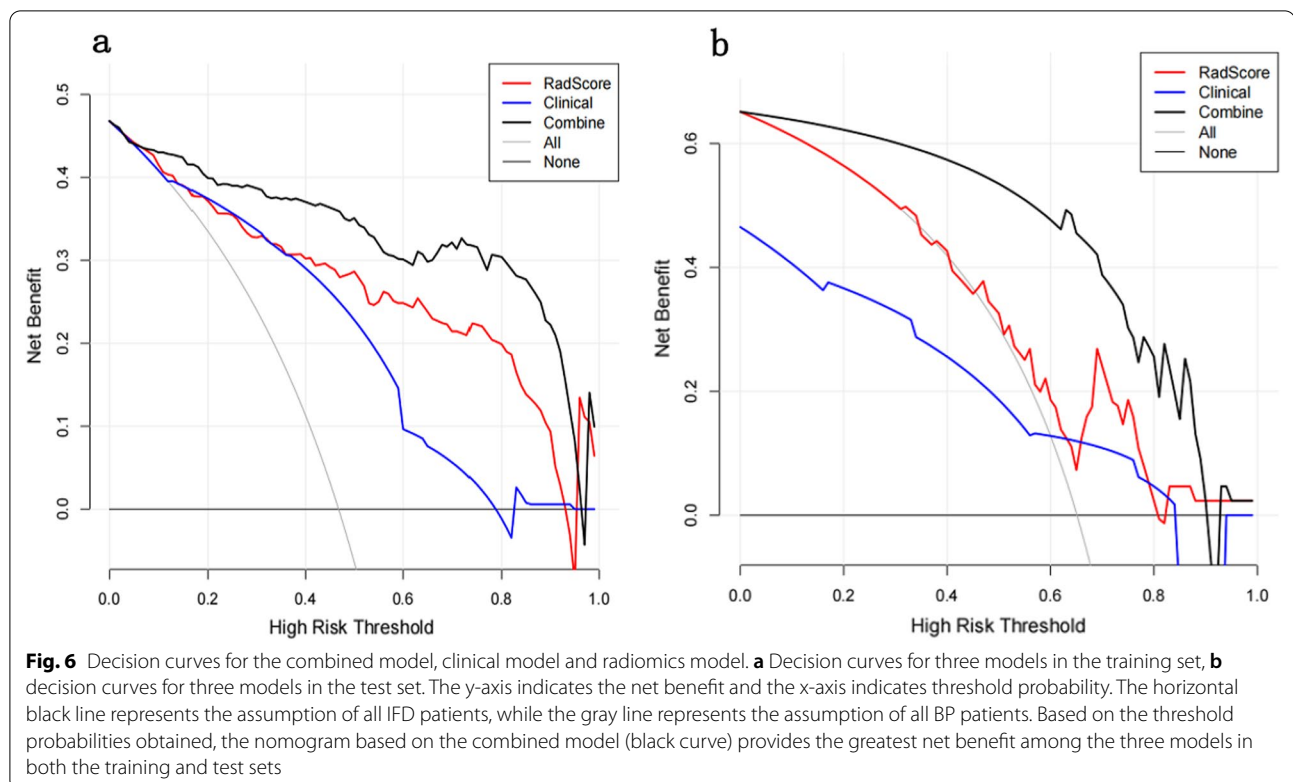 a
RadScore
Clinical
Combine
All
None
Net Benefit
0.5
0.4
0.3
0.2
0.1
0.0
0.0 0.2 0.4 0.6 0.8 1.0
High Risk Threshold
b
RadScore
Clinical
Combine
All
None
Net Benefit
0.6
0.4
0.2
0.0
0.0 0.2 0.4 0.6 0.8 1.0
High Risk Threshold
Fig. 6 Decision curves for the combined model, clinical model and radiomics model. a Decision curves for three models in the training set, b
decision curves for three models in the test set. The y-axis indicates the net benefit and the x-axis indicates threshold probability. The horizontal
black line represents the assumption of all IFD patients, while the gray line represents the assumption of all BP patients. Based on the threshold
probabilities obtained, the nomogram based on the combined model (black curve) provides the greatest net benefit among the three models in
both the training and test sets